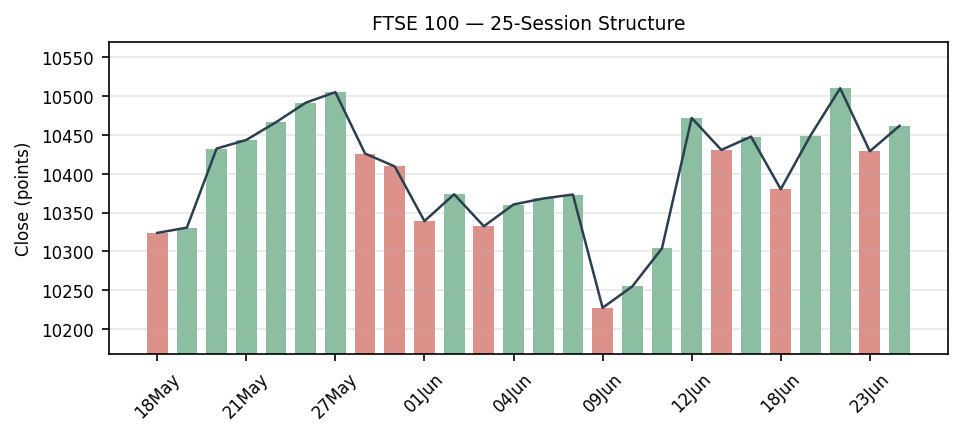 FTSE 100 — 25-Session Structure
Close (points)
10550
10500
10450
10400
10350
10300
10250
10200
18May
21May
27May
01Jun
04Jun
09Jun
12Jun
18Jun
23Jun